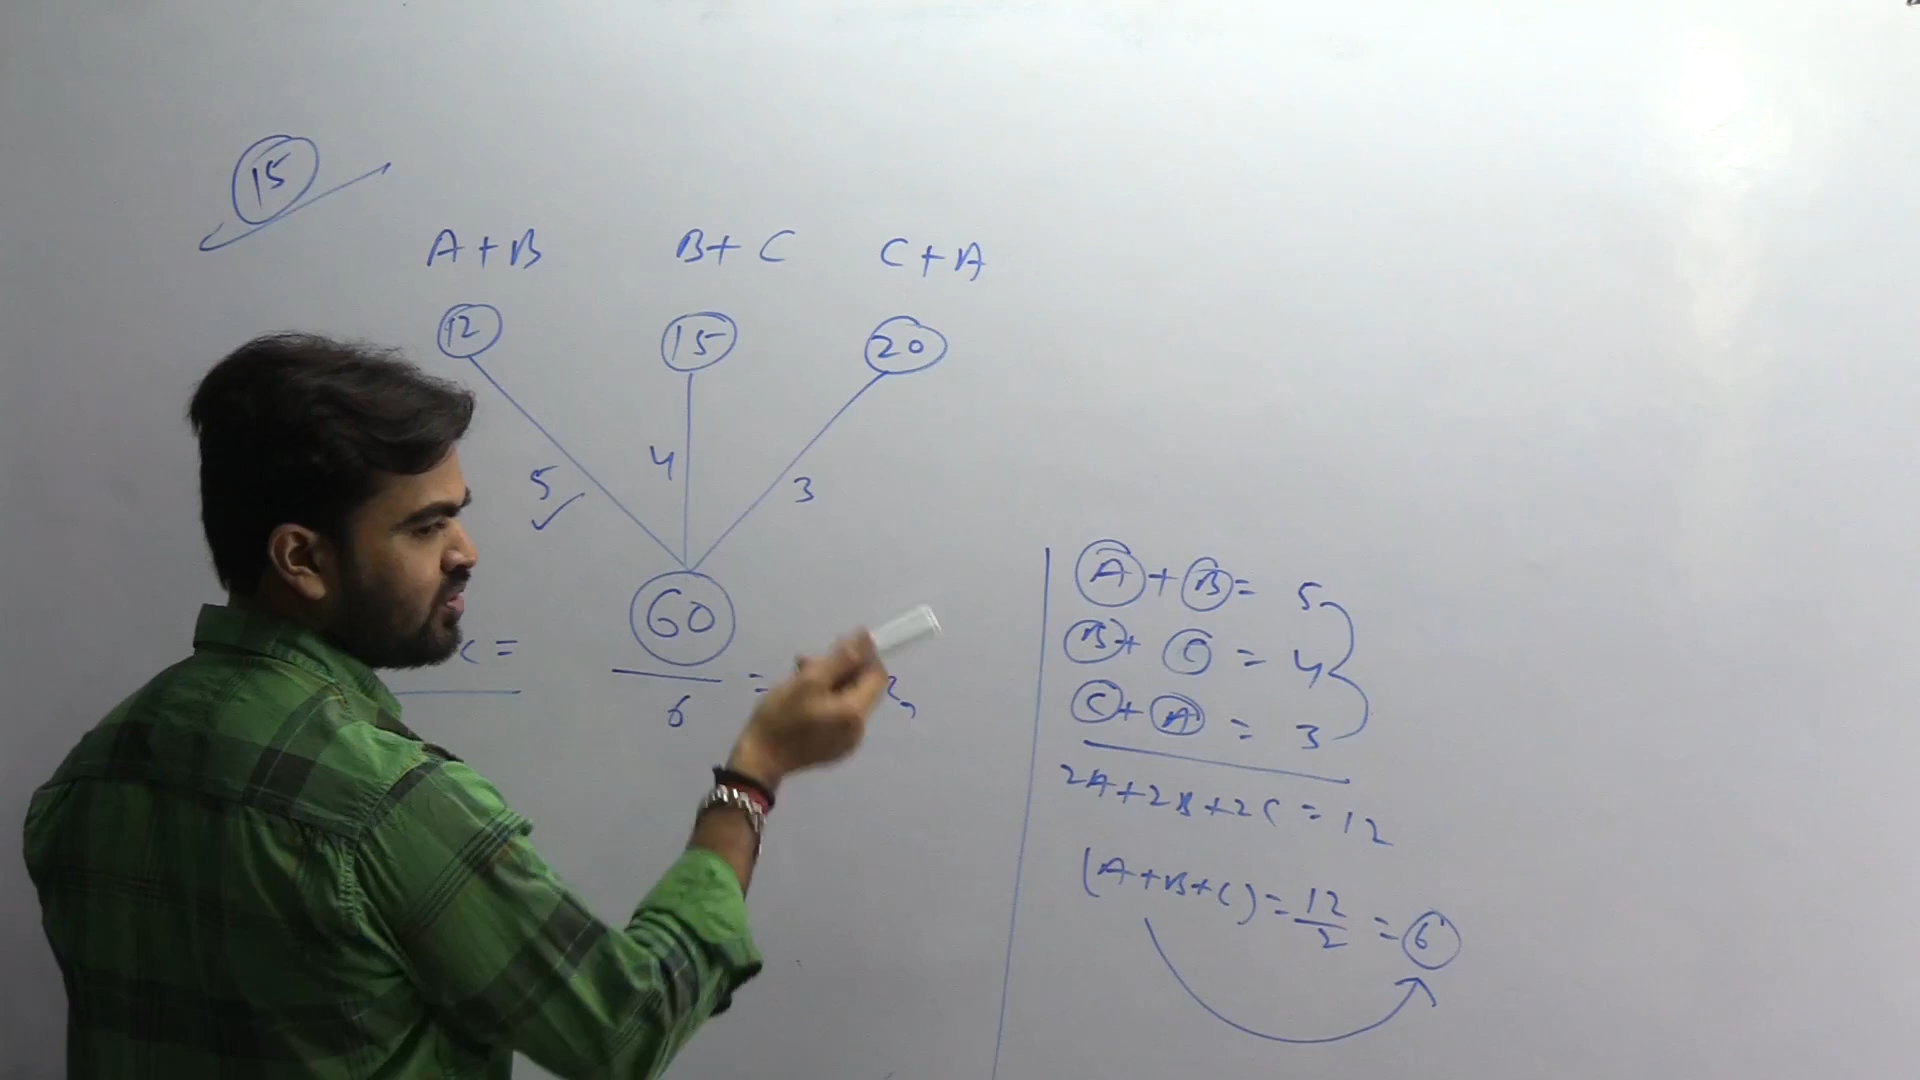 15
A+B B+C C+A
12 15 20
5 4 3
60
C =
6 =
A + B = 5
B + C = 4
C + A = 3
2A+2B+2C = 12
(A+B+C) = 12/2 = 6